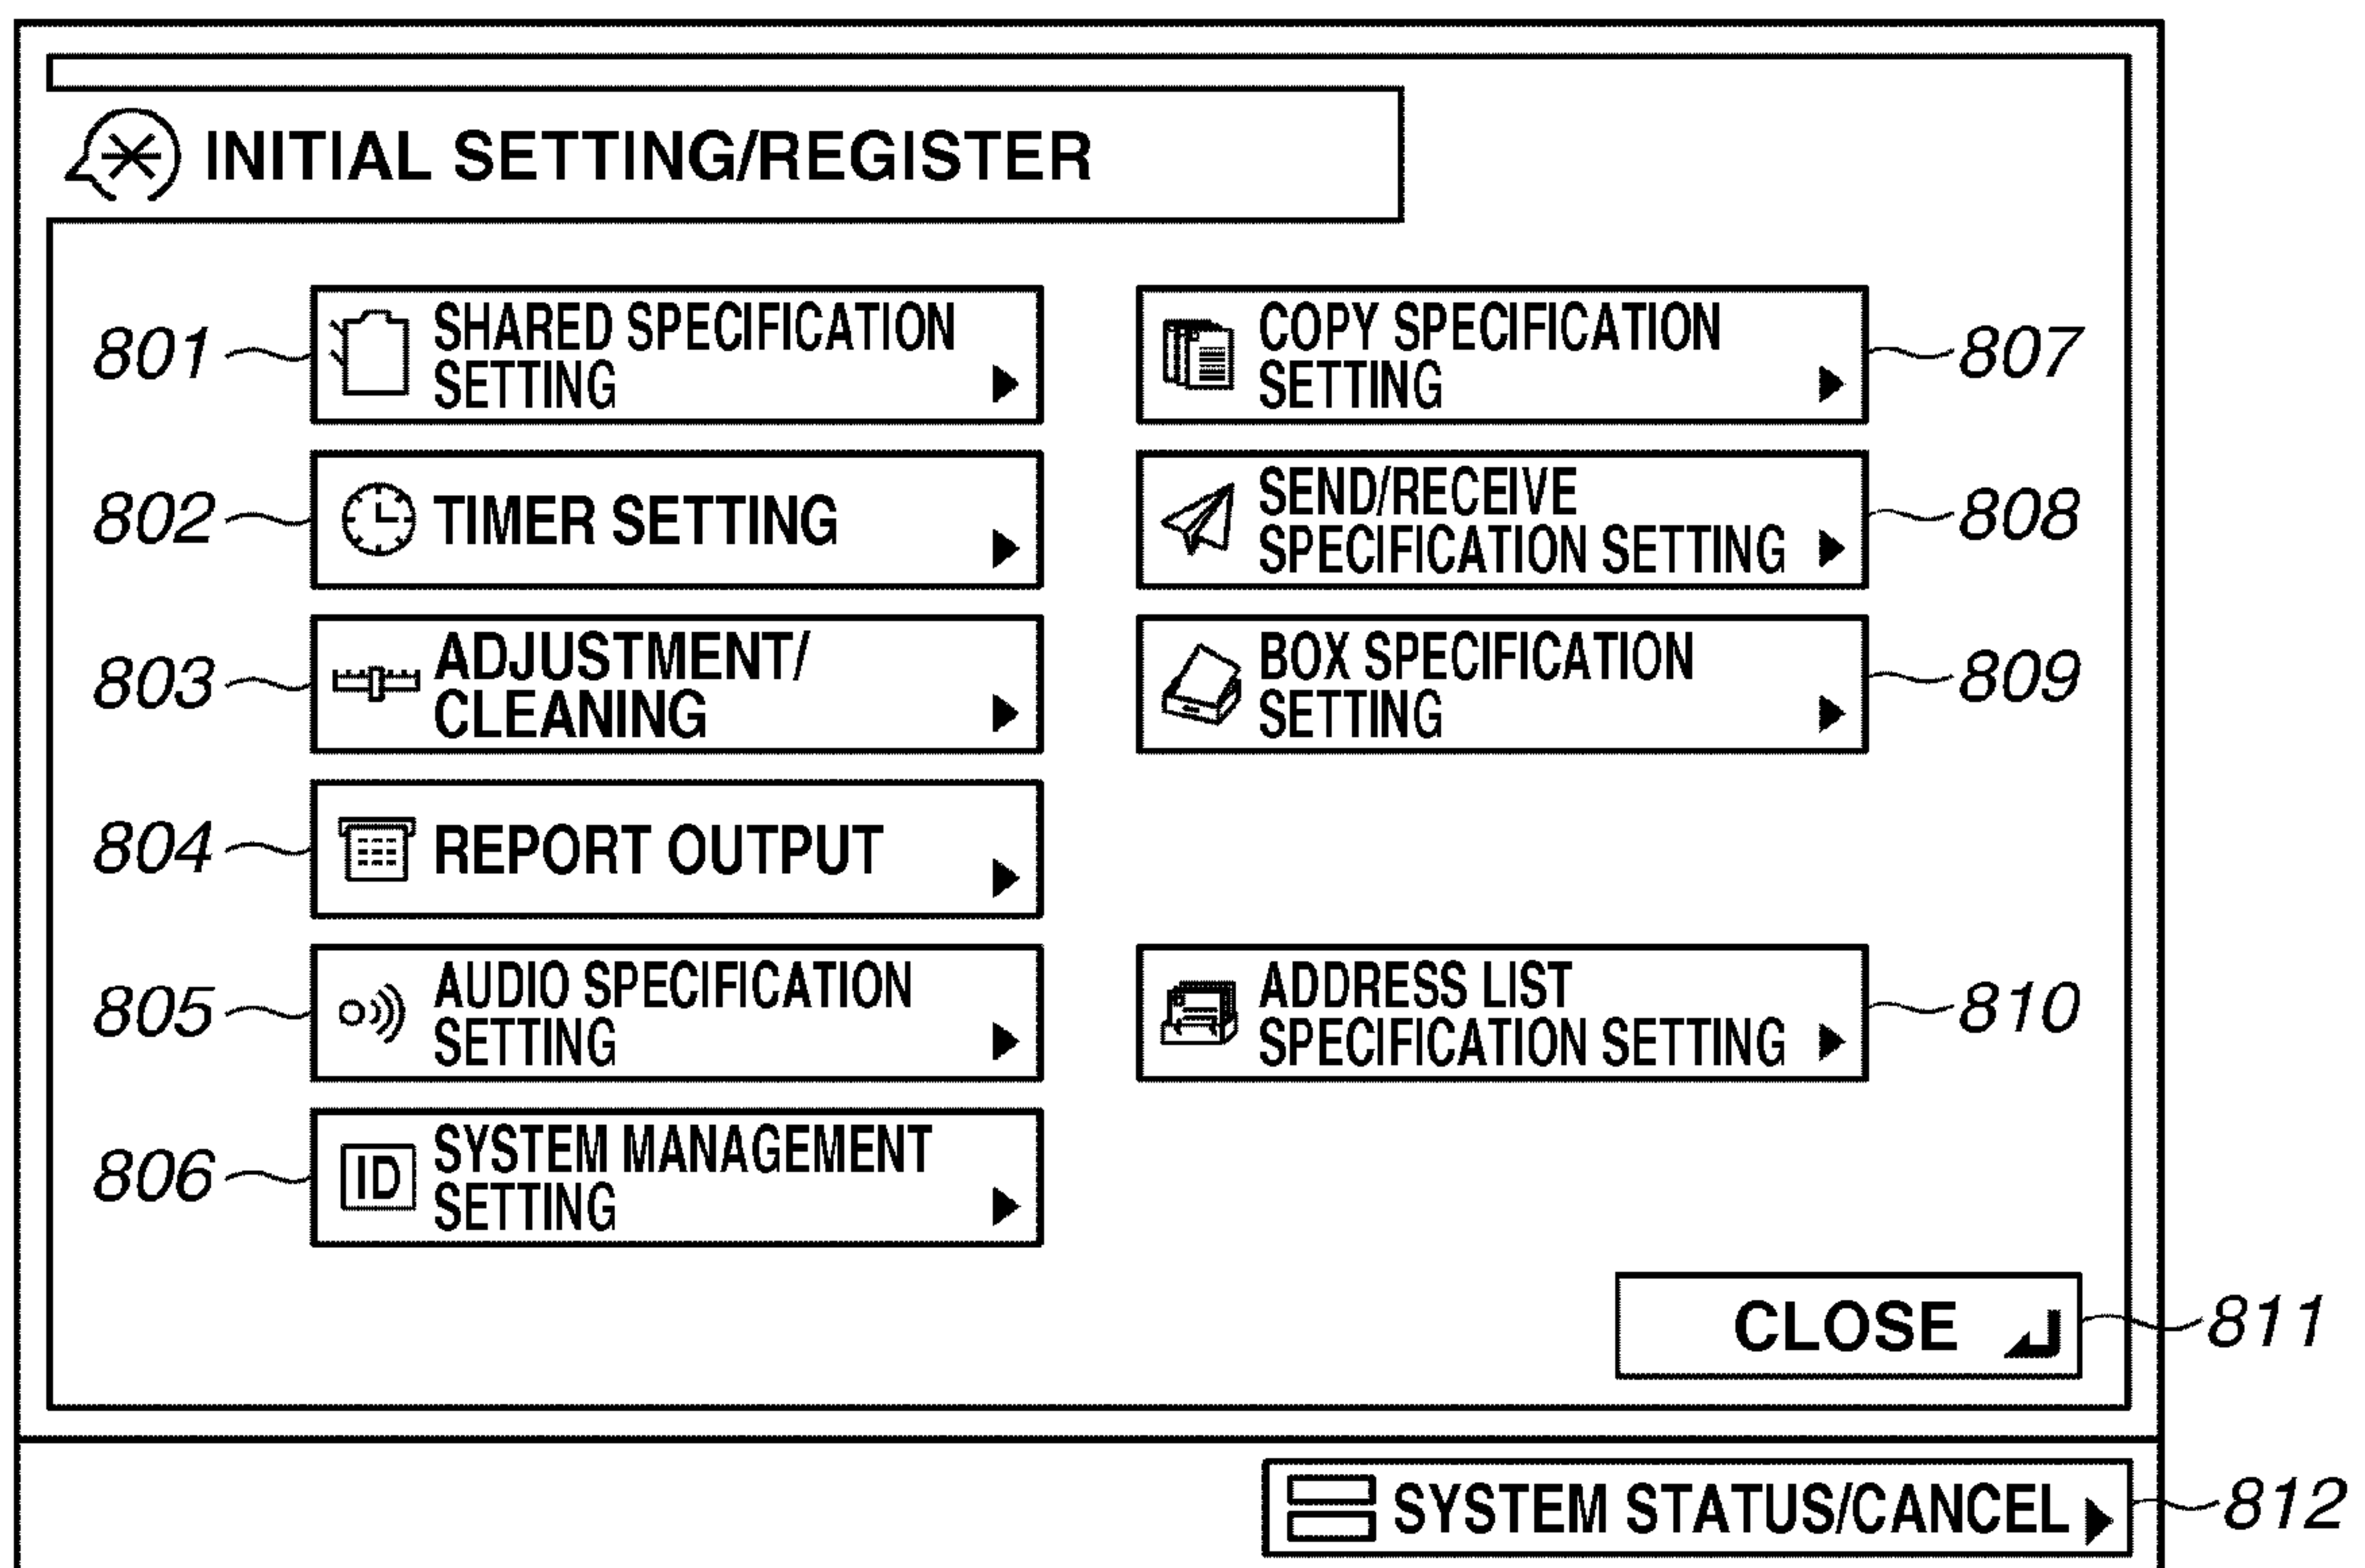 INITIAL SETTING/REGISTER
801
SHARED SPECIFICATION
SETTING
COPY SPECIFICATION
SETTING
807
802
TIMER SETTING
SEND/RECEIVE
SPECIFICATION SETTING
808
803
ADJUSTMENT/
CLEANING
BOX SPECIFICATION
SETTING
809
804
REPORT OUTPUT
805
AUDIO SPECIFICATION
SETTING
ADDRESS LIST
SPECIFICATION SETTING
810
806
ID
SYSTEM MANAGEMENT
SETTING
CLOSE
811
SYSTEM STATUS/CANCEL
812